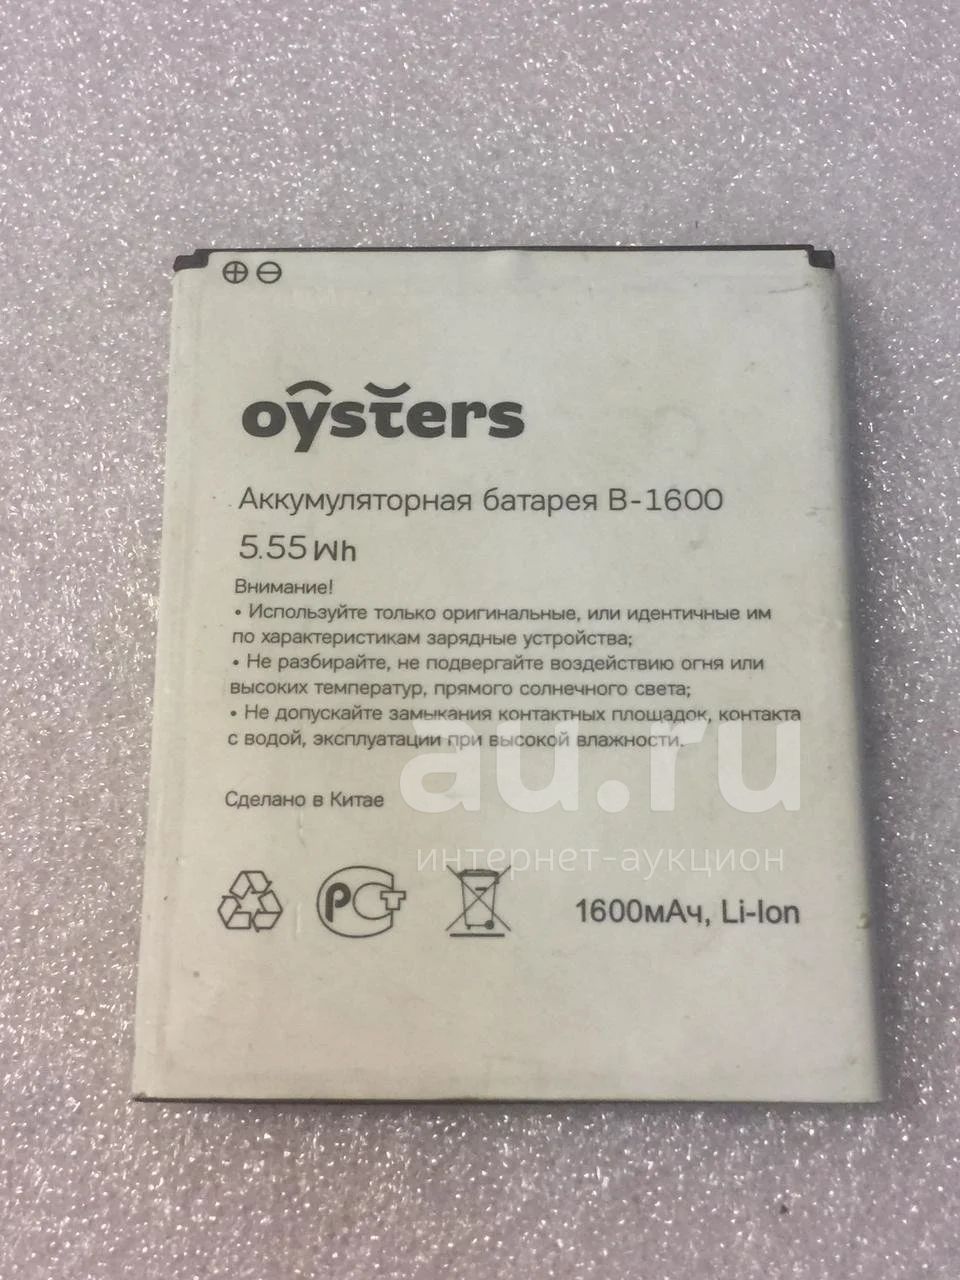 oysters
Аккумуляторная батарея B-1600
5.55Wh
Внимание!
• Используйте только оригинальные, или идентичные им
по характеристикам зарядные устройства;
• Не разбирайте, не подвергайте воздействию огня или
высоких температур, прямого солнечного света;
• Не допускайте замыкания контактных площадок, контакта
с водой, эксплуатации при высокой влажности.
au.ru
интернет-аукцион
Сделано в Китае
РСТ
1600мАч, Li-Ion